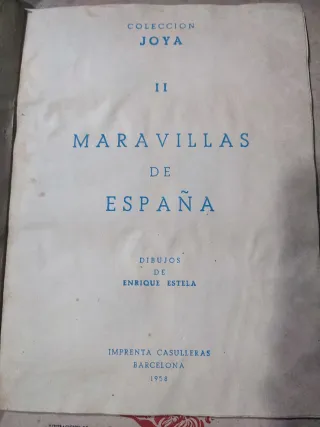 COLECCION
JOYA
II
MARAVILLAS
DE
ESPAÑA
DIBUJOS
DE
ENRIQUE ESTELA
IMPRENTA CASULLERAS
BARCELONA
1958